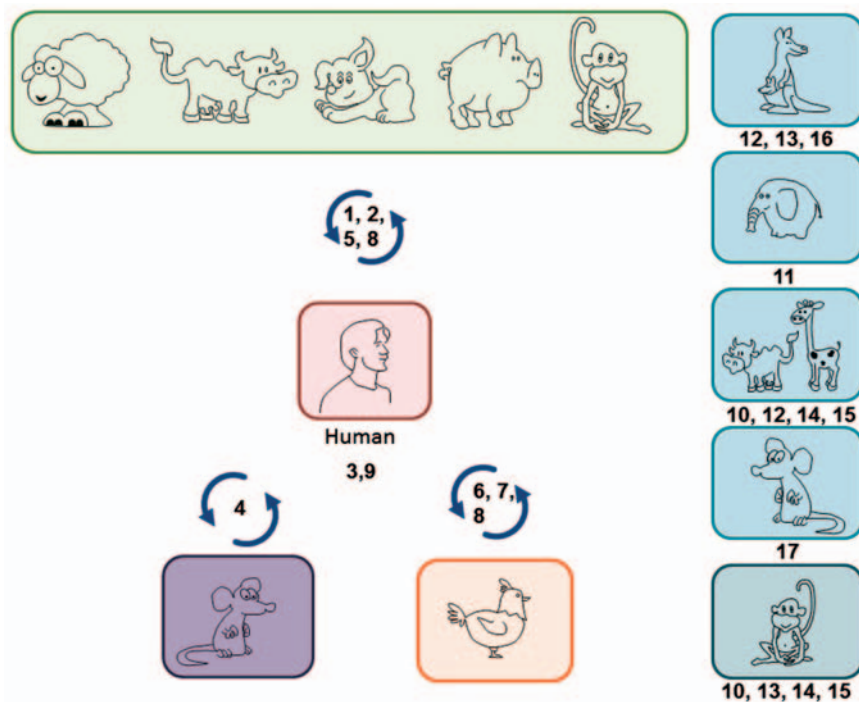 12, 13, 16
1, 2,
5, 8
11
10, 12, 14, 15
Human
3,9
4
6, 7,
8
17
10, 13, 14, 15